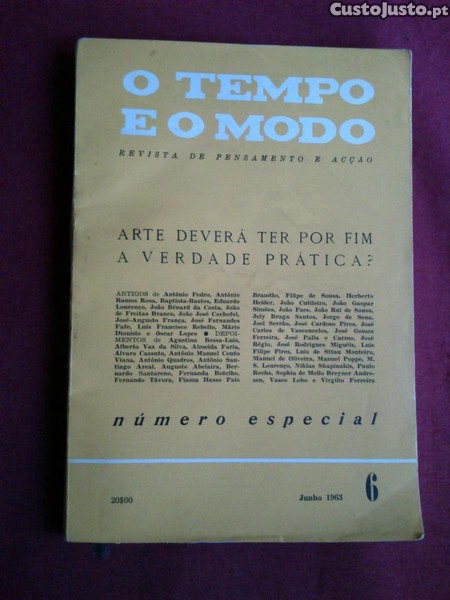 CustoJusto.pt
O TEMPO
E O MODO
REVISTA DE PENSAMENTO E ACÇÃO
ARTE DEVERÁ TER POR FIM
A VERDADE PRÁTICA?
ARTIGOS de António Pedro, António
Ramos Rosa, Baptista-Bastos, Eduardo
Lourenço, João Bénard da Costa, João
de Freitas Branco, João José Cochofel,
José-Augusto França, José Fernandes
Fafe, Luis Francisco Rebello, Mário
Dionísio e Óscar Lopes ● DEPOI-
MENTOS de Agustina Bessa-Luís,
Alberto Vaz da Silva, Almeida Faria,
Álvaro Cassuto, António Manuel Couto
Viana, António Quadros, António San-
tiago Areal, Augusto Abelaira, Ber-
nardo Santareno, Fernanda Botelho,
Fernando Távora, Fiama Hasse Pais
Brandão, Filipe de Sousa, Herberto
Helder, João Cutileiro, João Gaspar
Simões, João Paes, João Rui de Sousa,
Joly Braga Santos, Jorge de Sena,
Joel Serrão, José Cardoso Pires, José
Carlos de Vasconcelos, José Gomes
Ferreira, José Palla e Carmo, José
Régio, José Rodrigues Miguéis, Luis
Filipe Pires, Luis de Sttau Monteiro,
Manuel de Oliveira, Manuel Poppe, M.
S. Lourenço, Nikias Skapinakis, Paulo
Rocha, Sophia de Mello Breyner Andre-
sen, Vasco Lobo e Virgílio Ferreira
número especial
20$00
Junho 1963
6